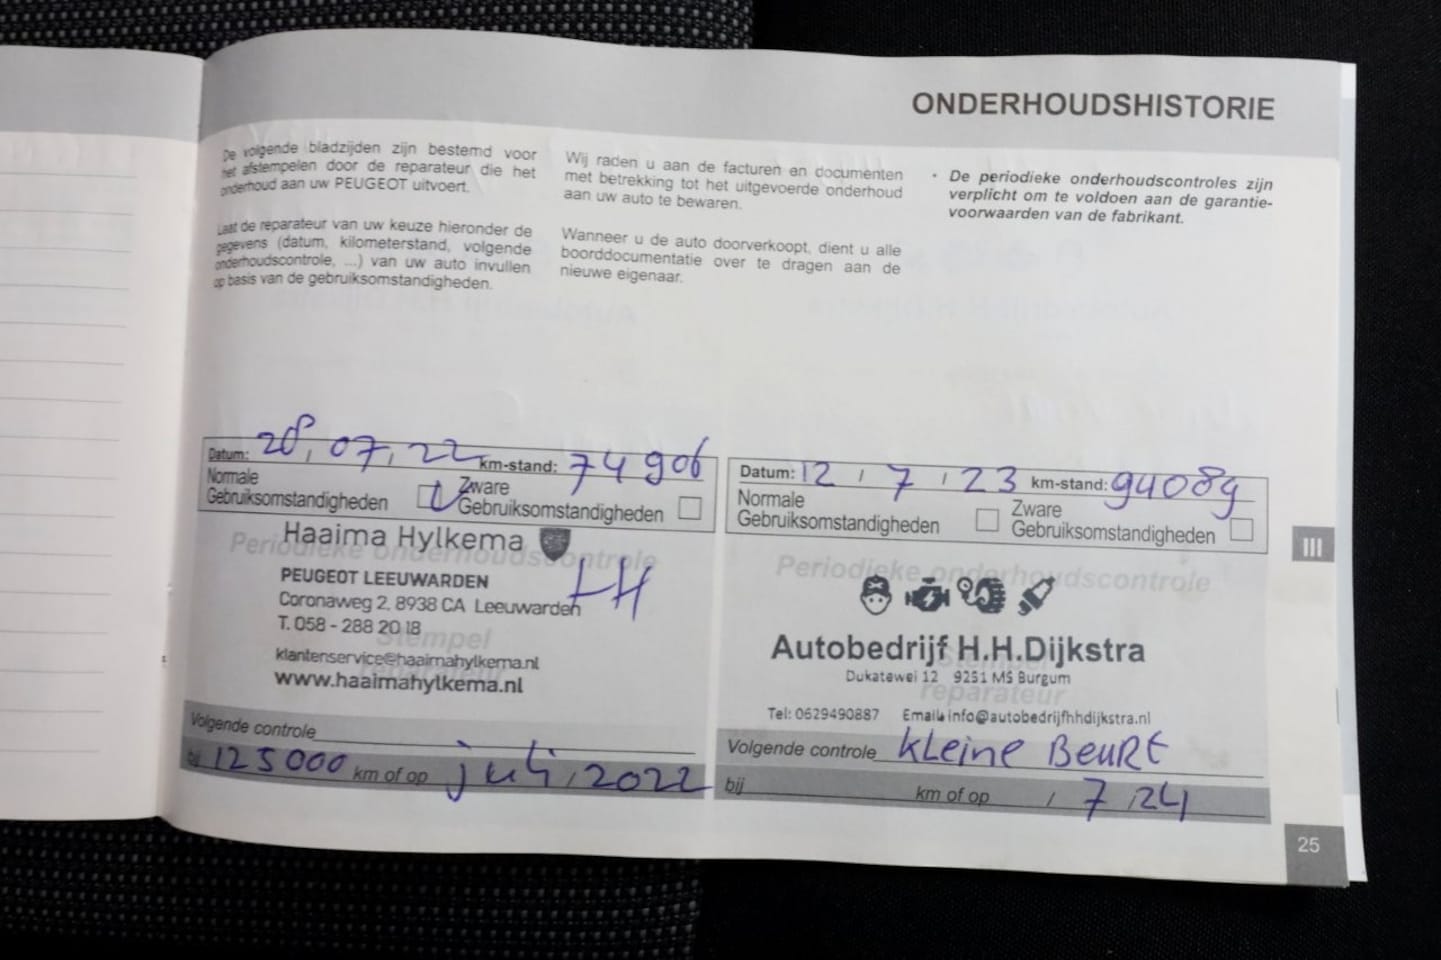 ONDERHOUDSHISTORIE
De volgende bladzijden zijn bestemd voor
het afstempelen door de reparateur die het
onderhoud aan uw PEUGEOT uitvoert.
Laat de reparateur van uw keuze hieronder de
gegevens (datum, kilometerstand, volgende
onderhoudscontrole, ...) van uw auto invullen
op basis van de gebruiksomstandigheden.
Wij raden u aan de facturen en documenten
met betrekking tot het uitgevoerde onderhoud
aan uw auto te bewaren.
Wanneer u de auto doorverkoopt, dient u alle
boorddocumentatie over te dragen aan de
nieuwe eigenaar.
• De periodieke onderhoudscontroles zijn
verplicht om te voldoen aan de garantie-
voorwaarden van de fabrikant.
Datum: 28, 07, 22 km-stand: 74906
Normale
Gebruiksomstandigheden
Zware
Gebruiksomstandigheden
Periodieke onderhoudscontrole
Haaima Hylkema
PEUGEOT LEEUWARDEN
Coronaweg 2, 8938 CA Leeuwarden
T. 058 - 288 20 18
Stempel
reparateur
klantenservice@haaimahylkema.nl
www.haaimahylkema.nl
Volgende controle
bij 125000 km of op juli, 2022
Datum: 12 / 7 / 23 km-stand: 94089
Normale
Gebruiksomstandigheden
Zware
Gebruiksomstandigheden
Periodieke onderhoudscontrole
Autobedrijf H.H.Dijkstra
Stempel
Dukatewei 12 9251 MS Burgum
reparateur
Tel: 0629490887 Email: info@autobedrijfhhdijkstra.nl
Volgende controle Kleine Beurt
bij km of op / 7 / 24
III
25